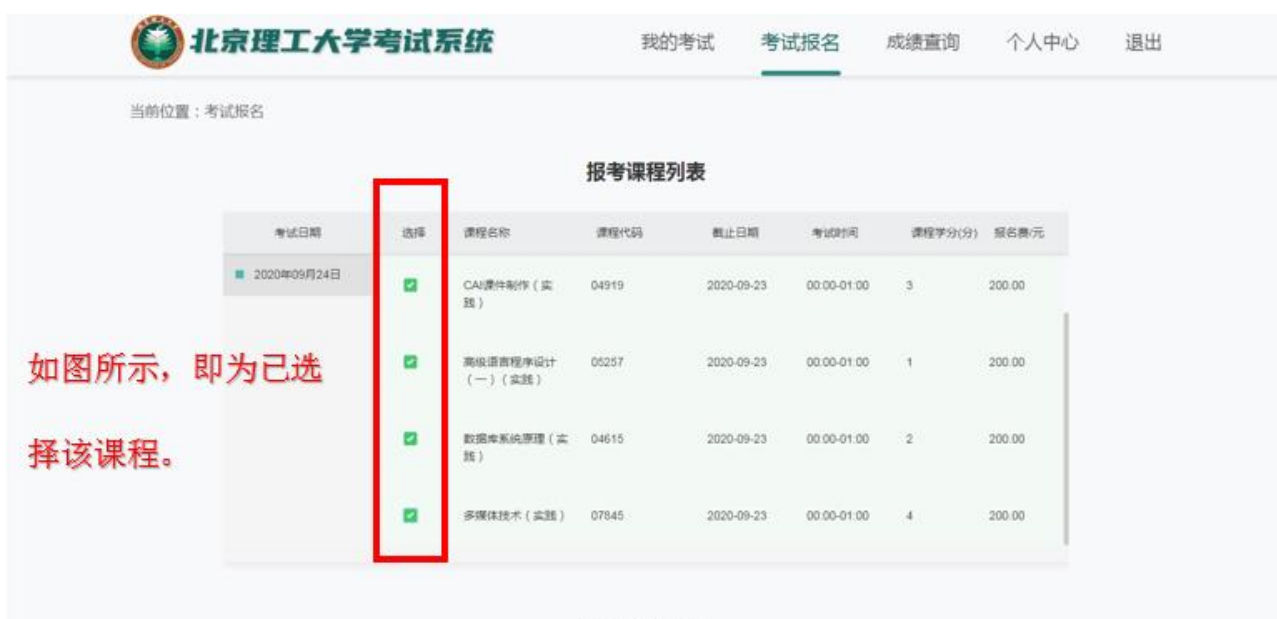 北京理工大学考试系统 我的考试 考试报名 成绩查询 个人中心 退出
当前位置：考试报名
报考课程列表
考试日期 选择 课程名称 课程代码 截止日期 考试时间 课程学分(分) 报名费/元
2020年09月24日 CAI课件制作（实践） 04919 2020-09-23 00:00-01:00 3 200.00
高级语言程序设计（一）（实践） 05257 2020-09-23 00:00-01:00 1 200.00
数据库系统原理（实践） 04615 2020-09-23 00:00-01:00 2 200.00
多媒体技术（实践） 07845 2020-09-23 00:00-01:00 4 200.00
如图所示，即为已选
择该课程。